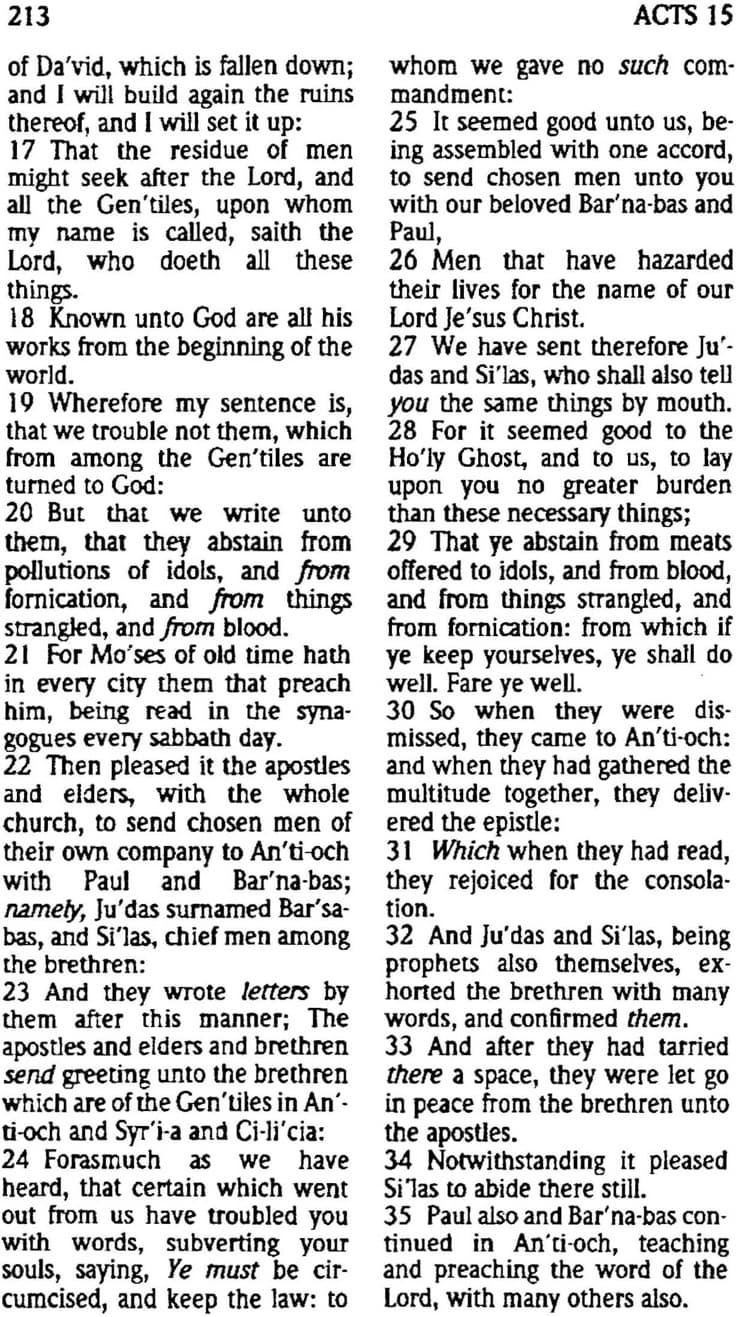 213
ACTS 15
of Da'vid, which is fallen down;
and I will build again the ruins
thereof, and I will set it up:
17 That the residue of men
might seek after the Lord, and
all the Gen'tiles, upon whom
my name is called, saith the
Lord, who doeth all these
things.
18 Known unto God are all his
works from the beginning of the
world.
19 Wherefore my sentence is,
that we trouble not them, which
from among the Gen'tiles are
turned to God:
20 But that we write unto
them, that they abstain from
pollutions of idols, and from
fornication, and from things
strangled, and from blood.
21 For Mo'ses of old time hath
in every city them that preach
him, being read in the syna-
gogues every sabbath day.
22 Then pleased it the apostles
and elders, with the whole
church, to send chosen men of
their own company to An'ti-och
with Paul and Bar'na-bas;
namely, Ju'das surnamed Bar'sa-
bas, and Si'las, chief men among
the brethren:
23 And they wrote letters by
them after this manner; The
apostles and elders and brethren
send greeting unto the brethren
which are of the Gen'tiles in An'-
ti-och and Syr'i-a and Ci-li'cia:
24 Forasmuch as we have
heard, that certain which went
out from us have troubled you
with words, subverting your
souls, saying, Ye must be cir-
cumcised, and keep the law: to
whom we gave no such com-
mandment:
25 It seemed good unto us, be-
ing assembled with one accord,
to send chosen men unto you
with our beloved Bar'na-bas and
Paul,
26 Men that have hazarded
their lives for the name of our
Lord Je'sus Christ.
27 We have sent therefore Ju'-
das and Si'las, who shall also tell
you the same things by mouth.
28 For it seemed good to the
Ho'ly Ghost, and to us, to lay
upon you no greater burden
than these necessary things;
29 That ye abstain from meats
offered to idols, and from blood,
and from things strangled, and
from fornication: from which if
ye keep yourselves, ye shall do
well. Fare ye well.
30 So when they were dis-
missed, they came to An'ti-och:
and when they had gathered the
multitude together, they deliv-
ered the epistle:
31 Which when they had read,
they rejoiced for the consola-
tion.
32 And Ju'das and Si'las, being
prophets also themselves, ex-
horted the brethren with many
words, and confirmed them.
33 And after they had tarried
there a space, they were let go
in peace from the brethren unto
the apostles.
34 Notwithstanding it pleased
Si'las to abide there still.
35 Paul also and Bar'na-bas con-
tinued in An'ti-och, teaching
and preaching the word of the
Lord, with many others also.